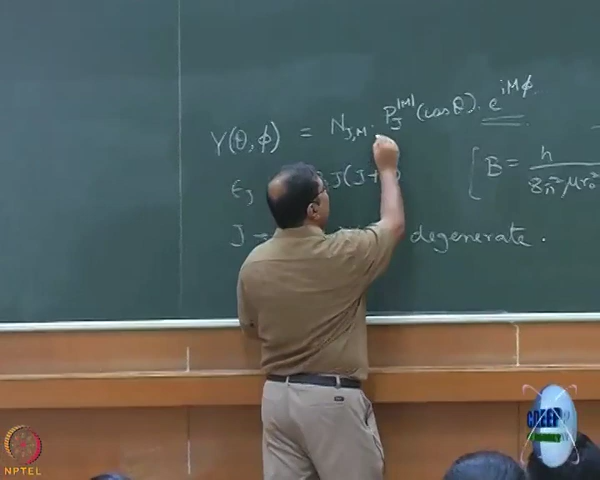 Y(θ, ϕ) = N_{J,M} · P_J^{|M|} (cos θ) · e^{iMϕ}
ϵ_J J(J+
[ B = h / 8π²μr₀²
J → degenerate.
NPTEL